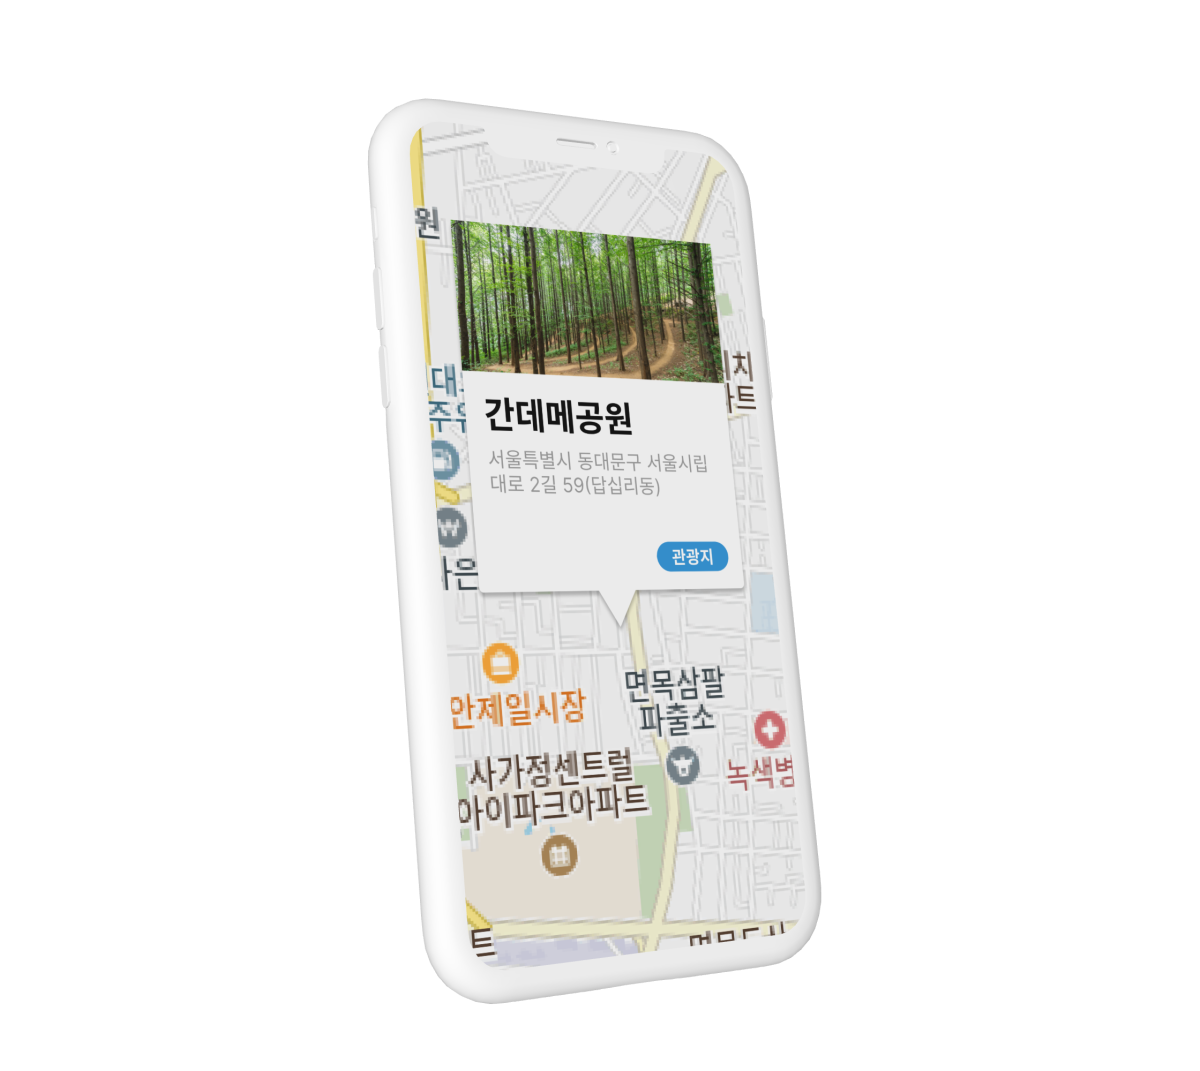 원
간데메공원
서울특별시 동대문구 서울시립
대로 2길 59(답십리동)
관광지
안제일시장
면목삼팔
파출소
녹색병
사가정센트럴
아이파크아파트
트